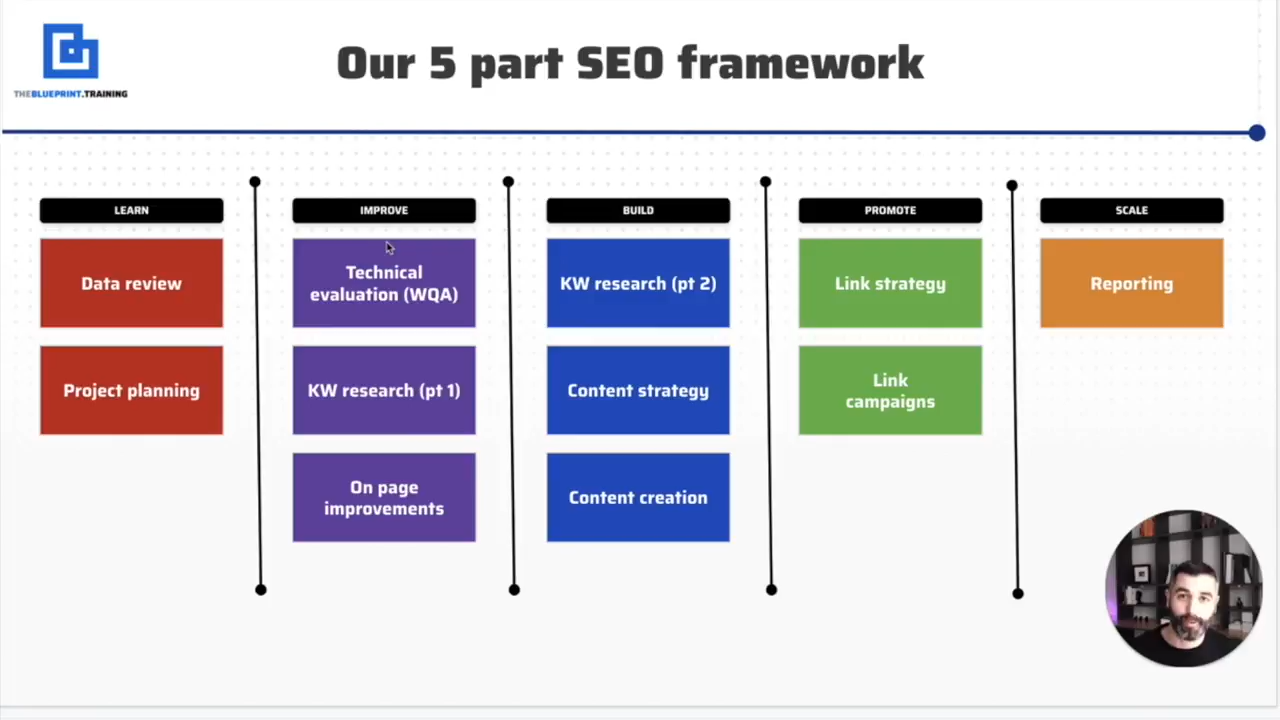 Our 5 part SEO framework
THEBLUEPRINT.TRAINING
LEARN
Data review
Project planning
IMPROVE
Technical
evaluation (WQA)
KW research (pt 1)
On page
improvements
BUILD
KW research (pt 2)
Content strategy
Content creation
PROMOTE
Link strategy
Link
campaigns
SCALE
Reporting